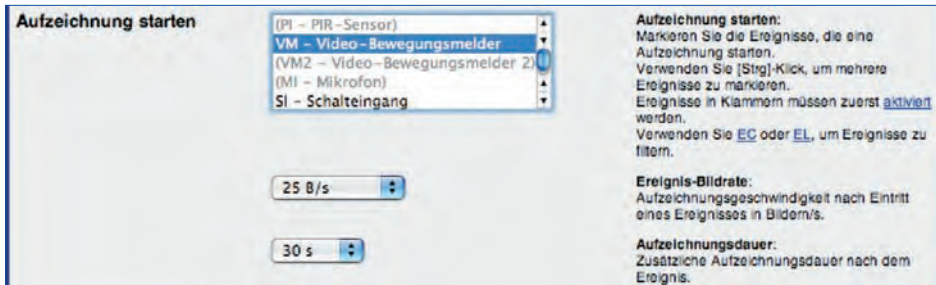 Aufzeichnung starten
(PI - PIR-Sensor)
VM - Video-Bewegungsmelder
(VM2 - Video-Bewegungsmelder 2)
(MI - Mikrofon)
SI - Schalteingang
25 B/s
30 s
Aufzeichnung starten:
Markieren Sie die Ereignisse, die eine
Aufzeichnung starten.
Verwenden Sie [Strg]-Klick, um mehrere
Ereignisse zu markieren.
Ereignisse in Klammern müssen zuerst aktiviert
werden.
Verwenden Sie EC oder EL, um Ereignisse zu
filtern.
Ereignis-Bildrate:
Aufzeichnungsgeschwindigkeit nach Eintritt
eines Ereignisses in Bildern/s.
Aufzeichnungsdauer:
Zusätzliche Aufzeichnungsdauer nach dem
Ereignis.